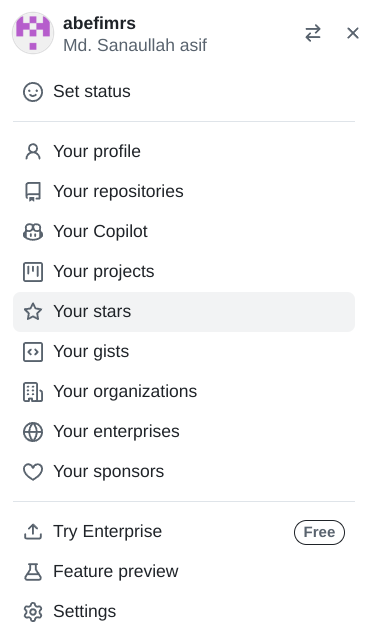 abefimrs
Md. Sanaullah asif
Set status
Your profile
Your repositories
Your Copilot
Your projects
Your stars
Your gists
Your organizations
Your enterprises
Your sponsors
Try Enterprise Free
Feature preview
Settings